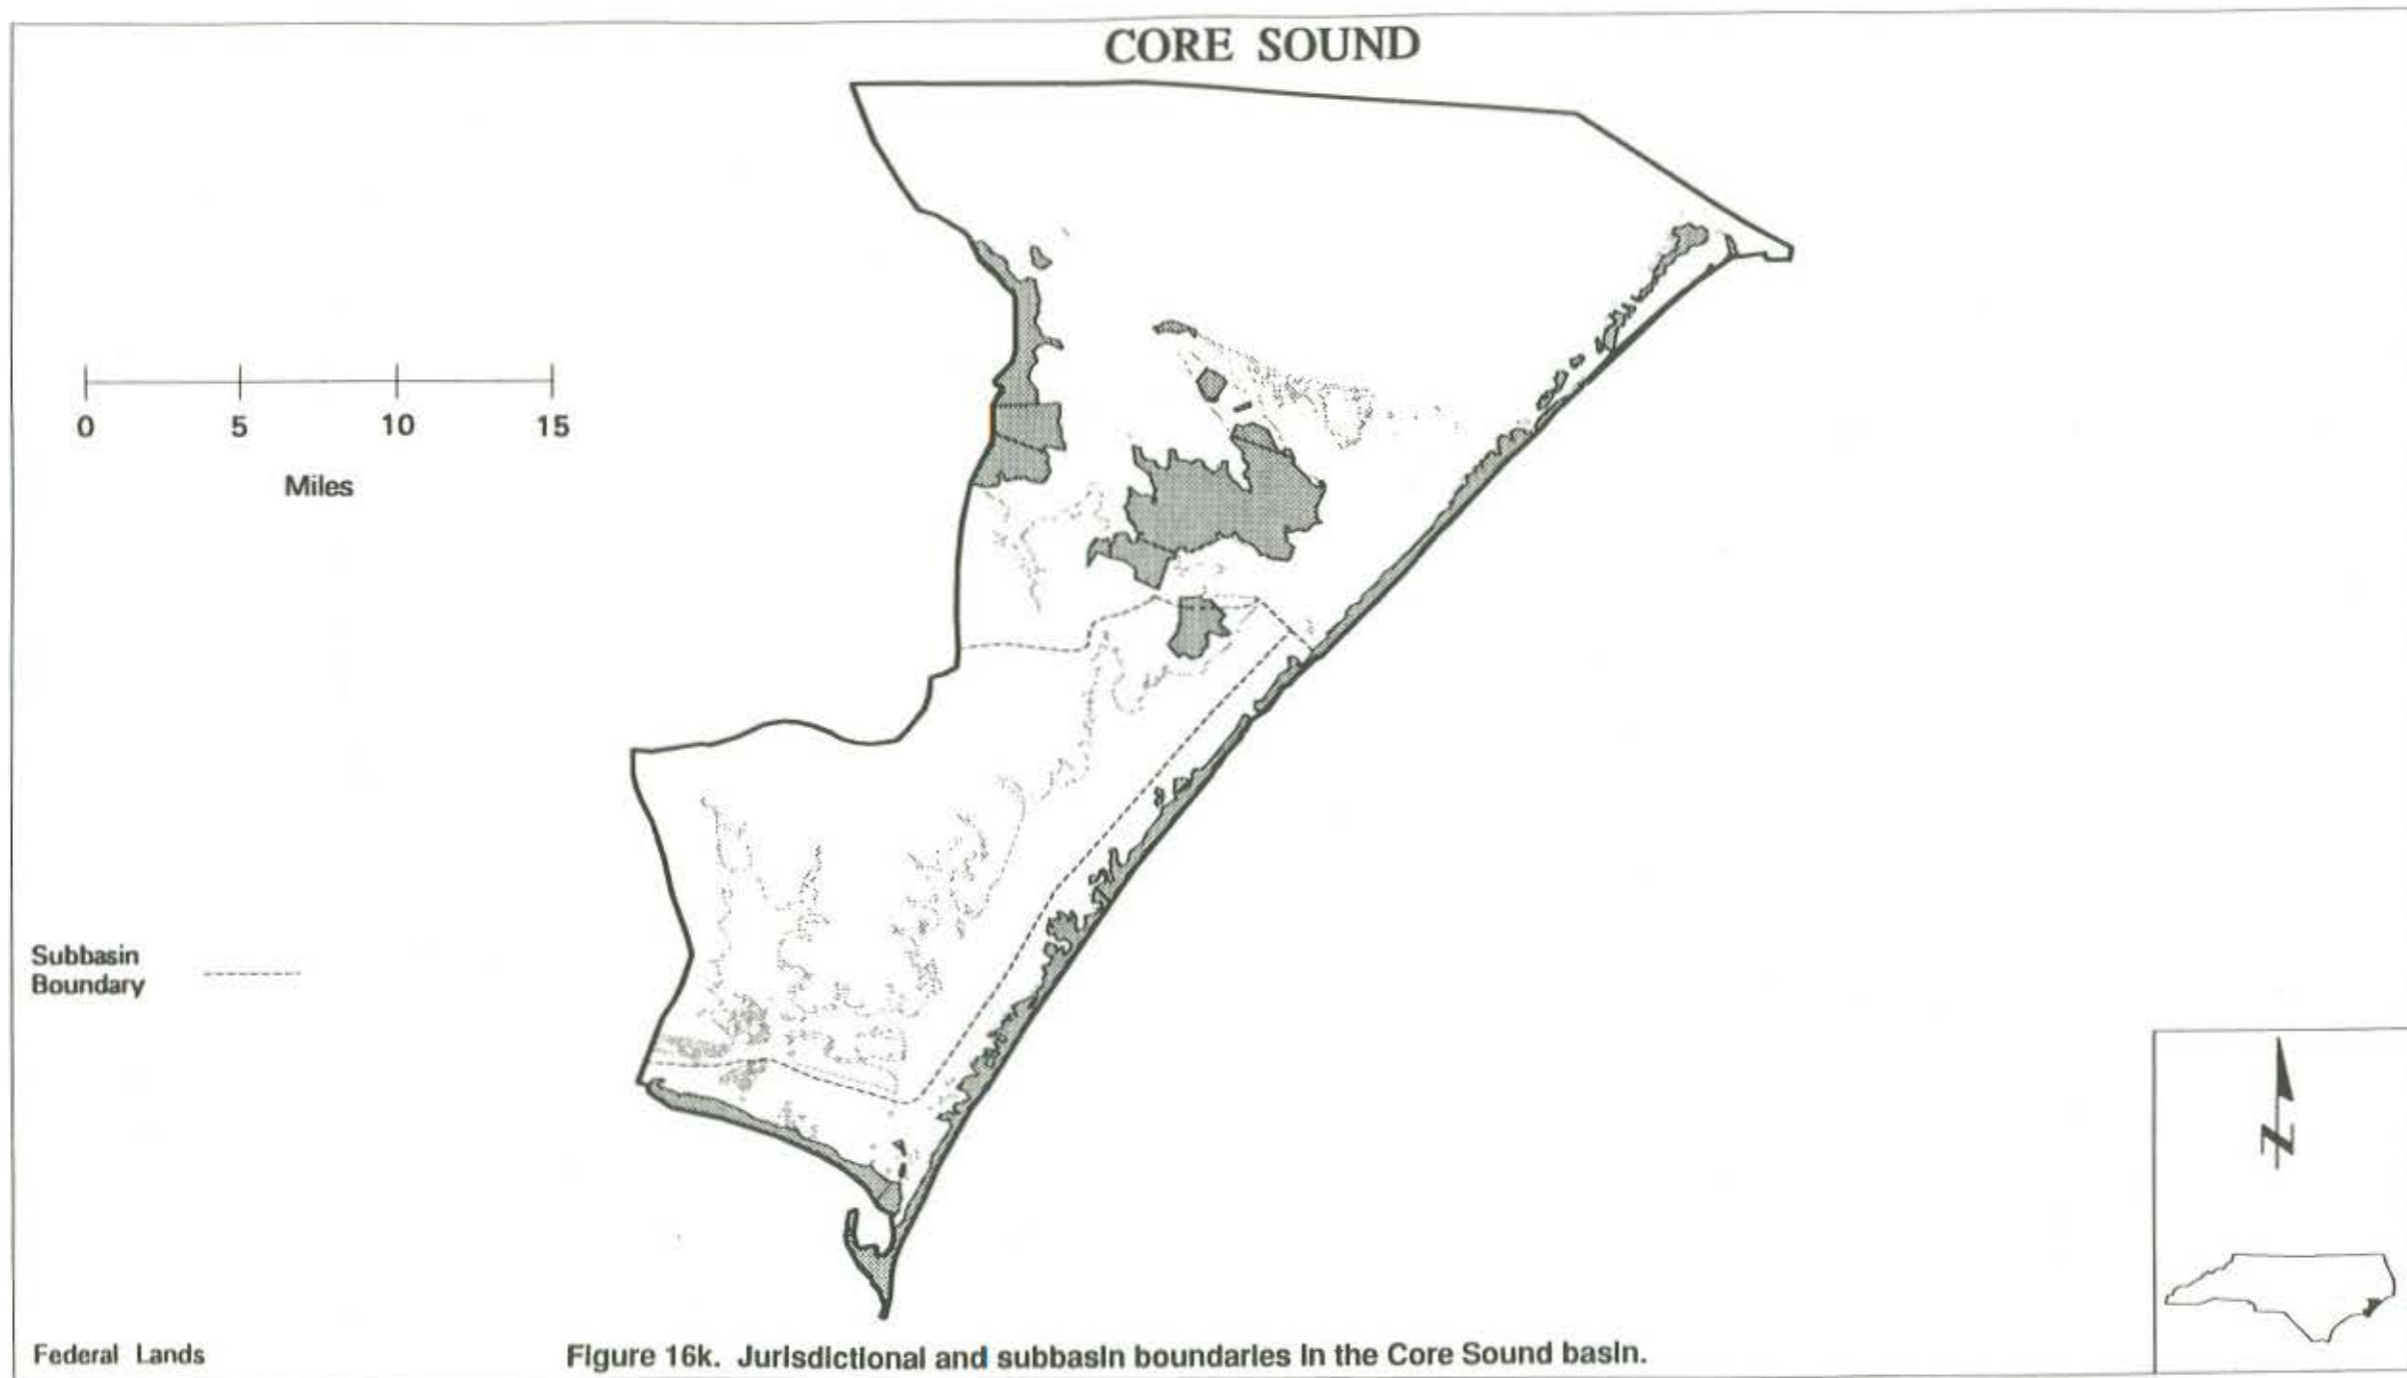 CORE SOUND
0 5 10 15
Miles
Subbasin
Boundary
N
Federal Lands
Figure 16k. Jurisdictional and subbasin boundaries in the Core Sound basin.